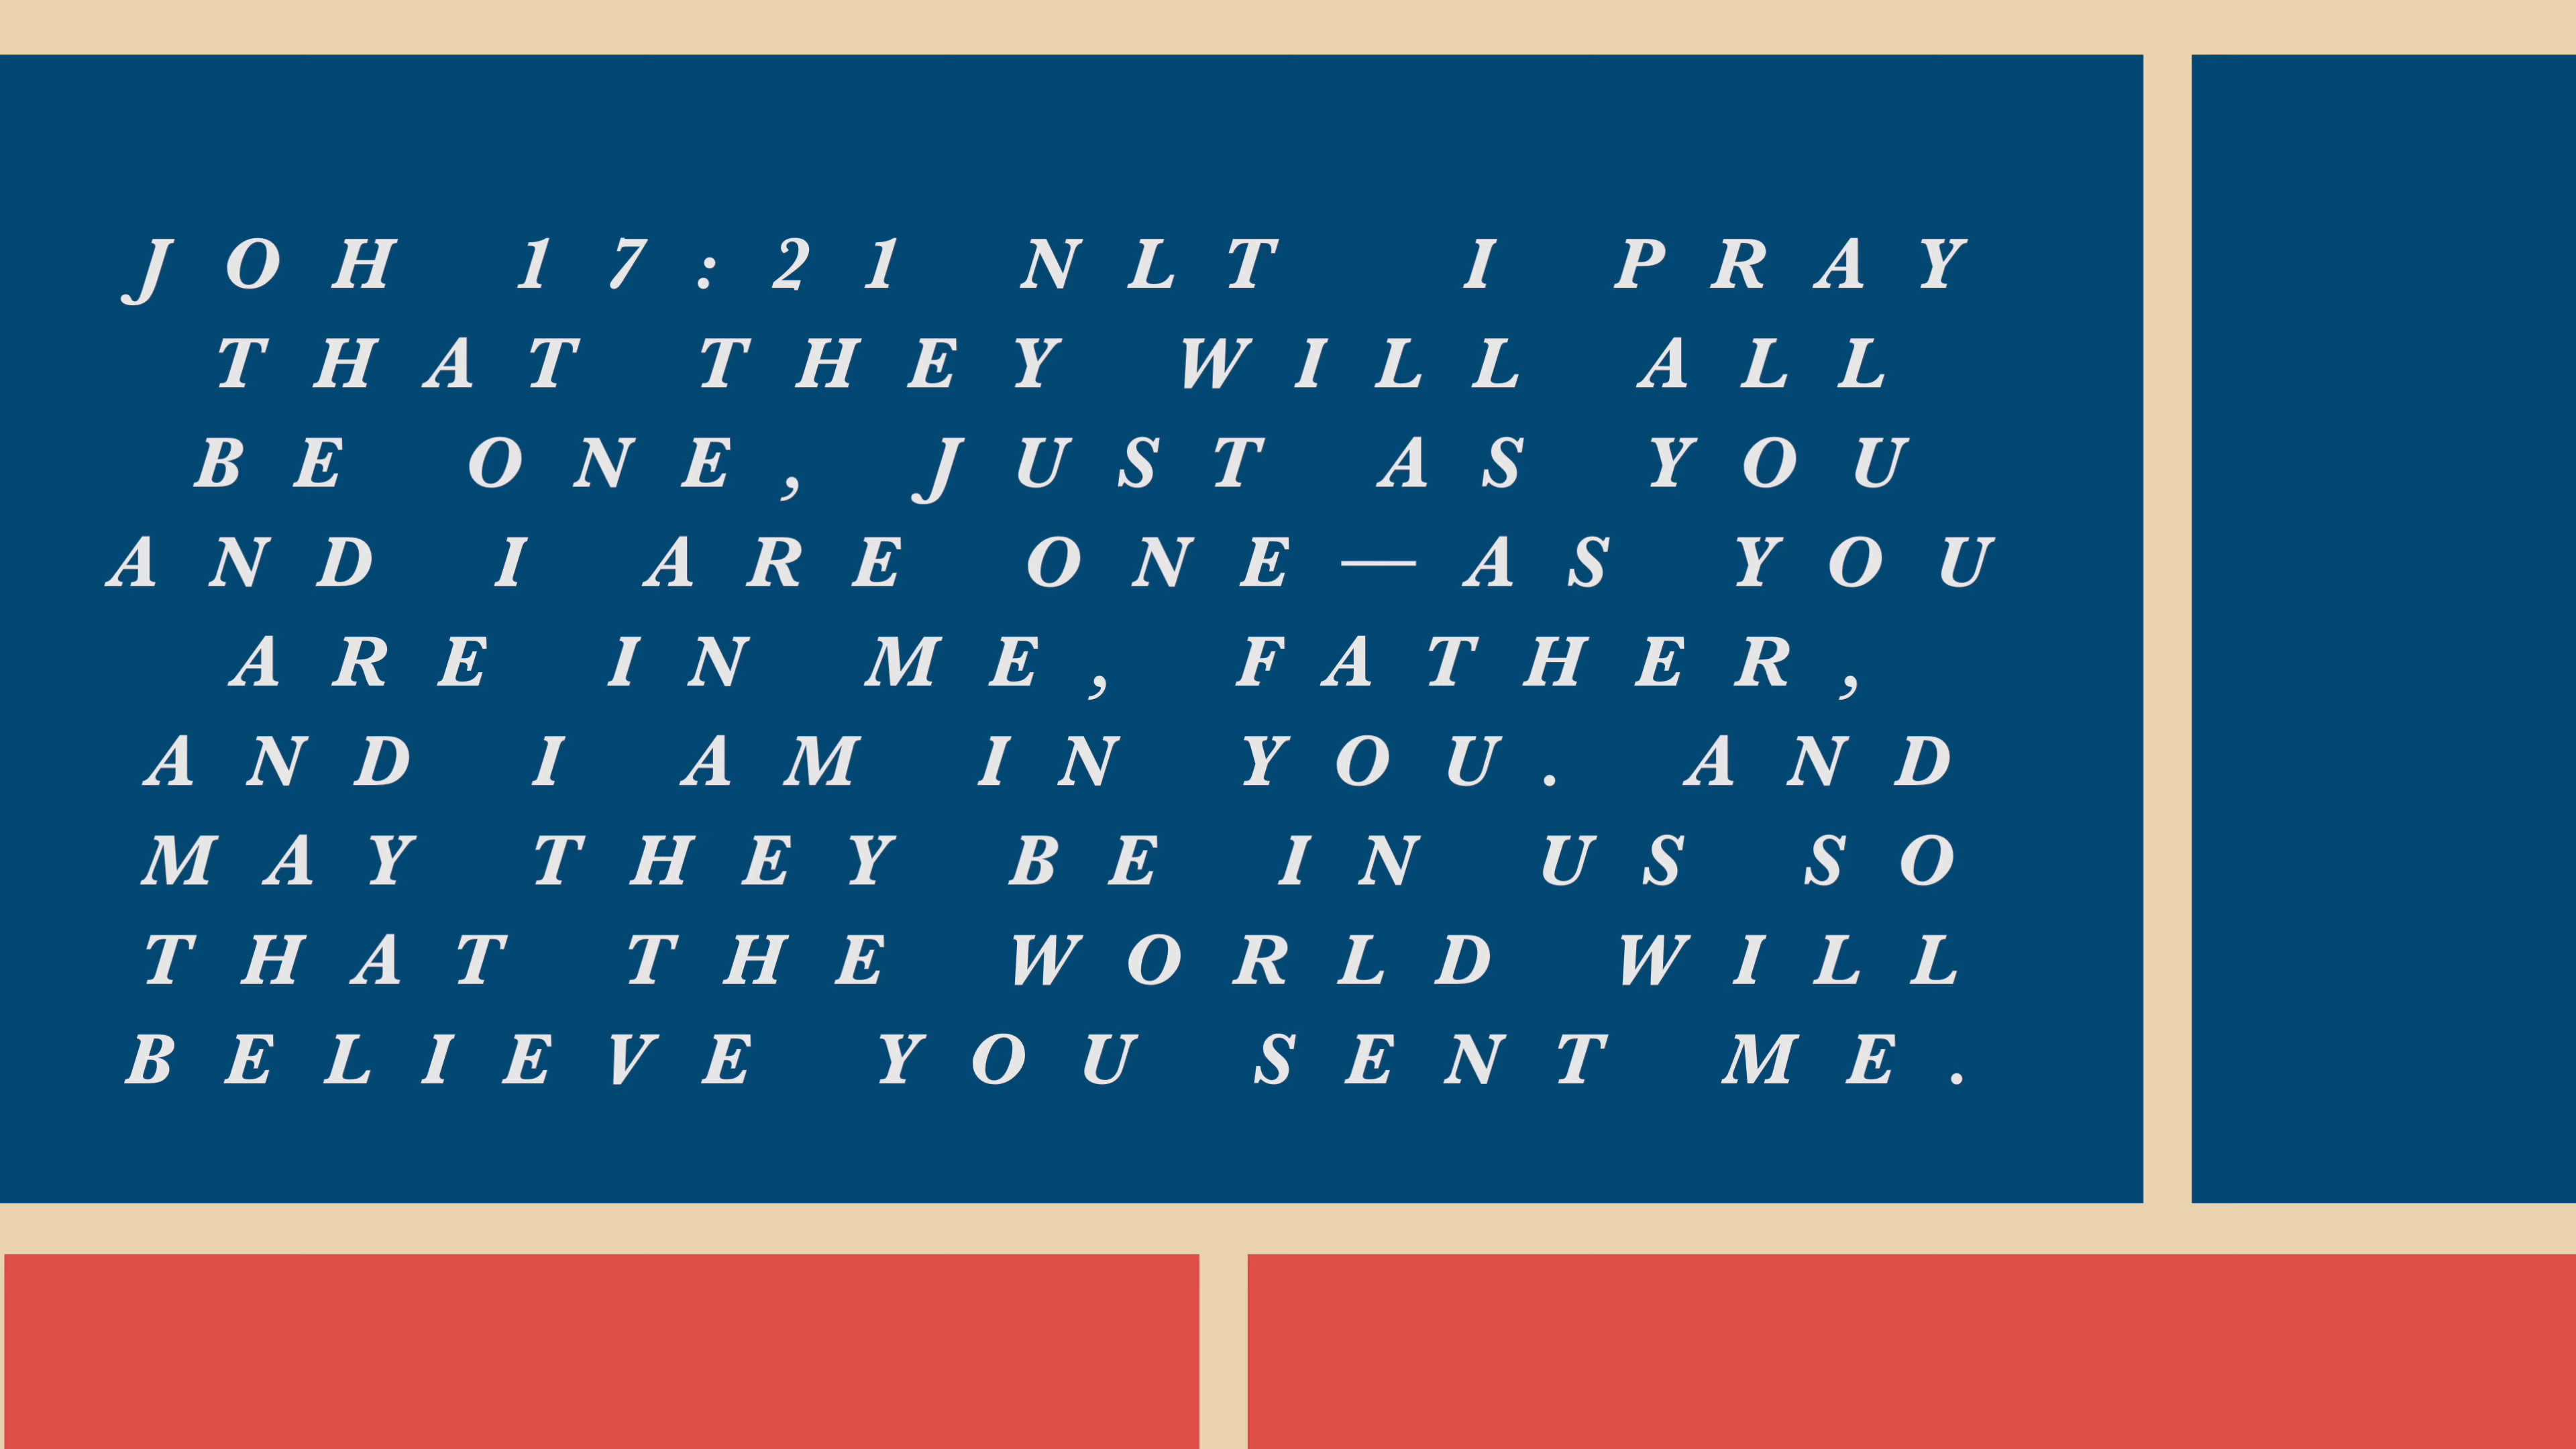 JOH 17:21 NLT I PRAY
THAT THEY WILL ALL
BE ONE, JUST AS YOU
AND I ARE ONE—AS YOU
ARE IN ME, FATHER,
AND I AM IN YOU. AND
MAY THEY BE IN US SO
THAT THE WORLD WILL
BELIEVE YOU SENT ME.